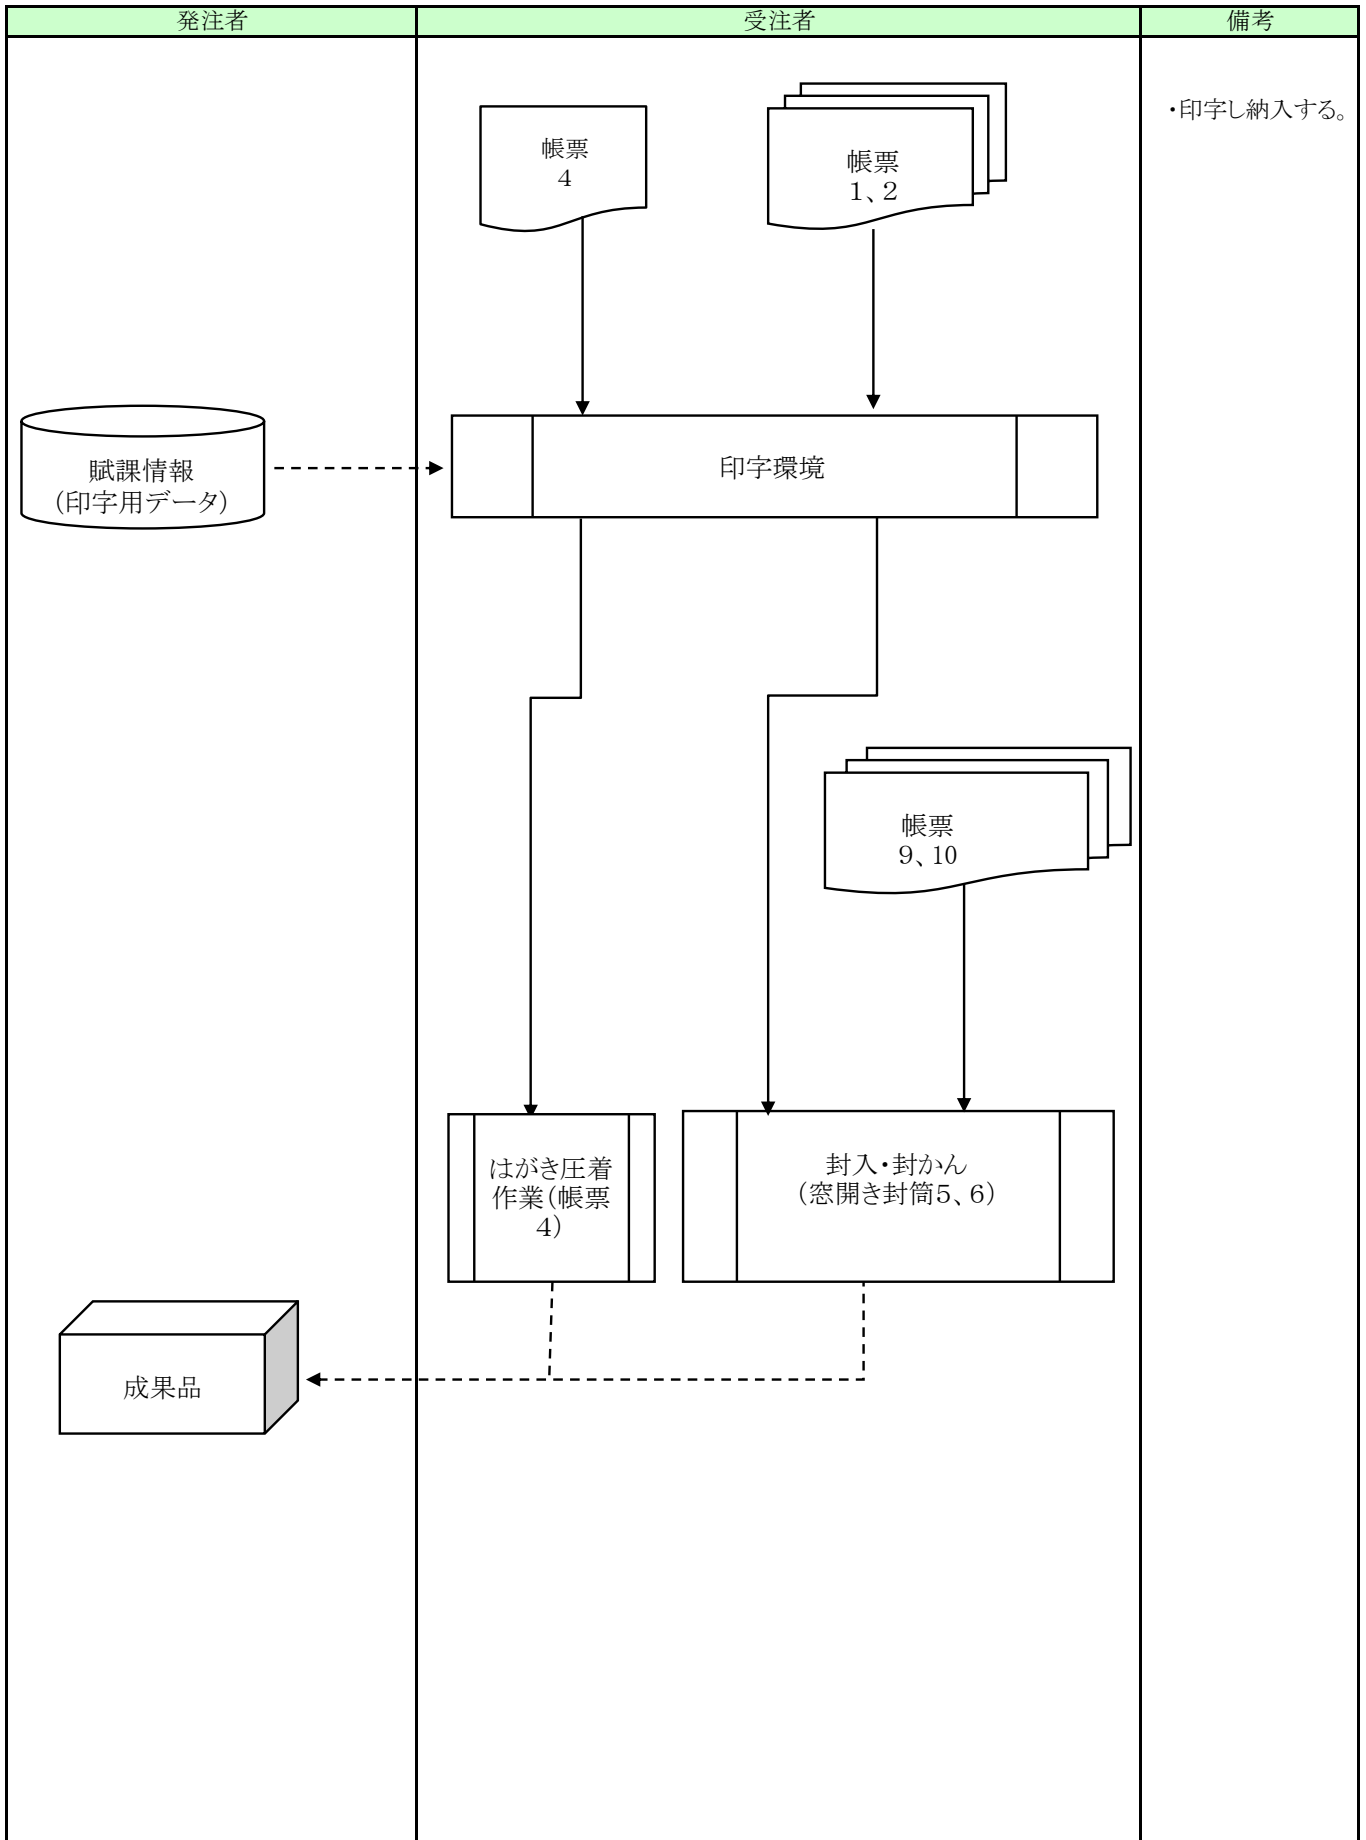 発注者
受注者
備考
・印字し納入する。
帳票
４
帳票
１、２
賦課情報
（印字用データ）
印字環境
帳票
９、10
はがき圧着
作業（帳票
４）
封入・封かん
（窓開き封筒５、６）
成果品